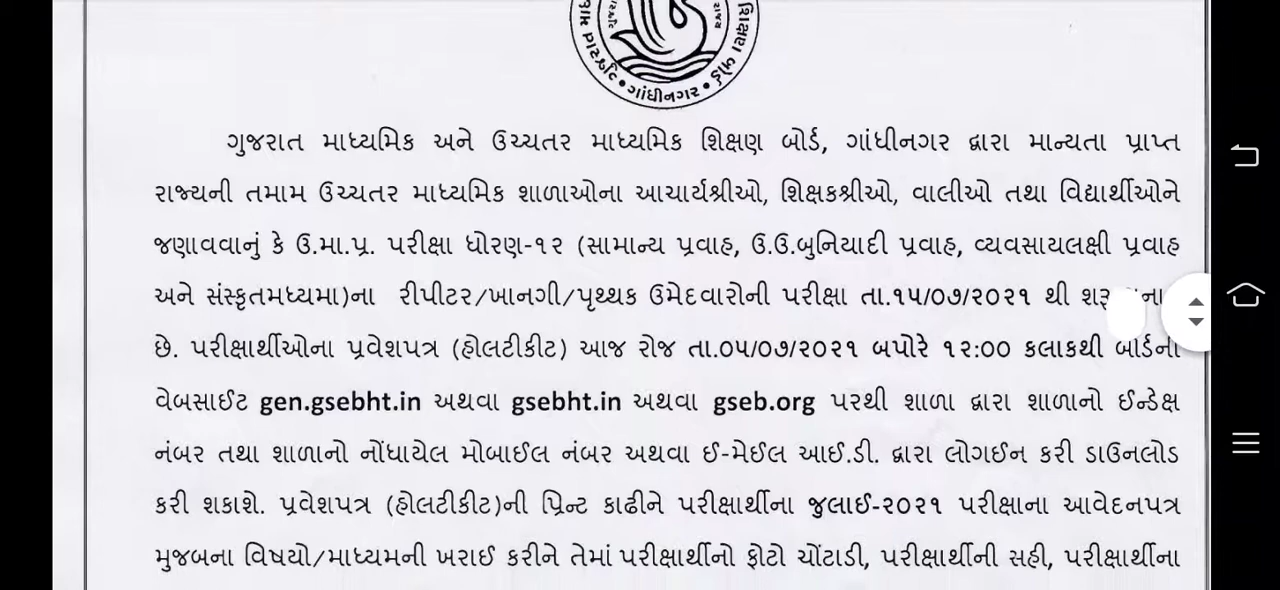 ગાંધીનગર
ગુજરાત માધ્યમિક અને ઉચ્ચતર માધ્યમિક શિક્ષણ બોર્ડ, ગાંધીનગર દ્વારા માન્યતા પ્રાપ્ત
રાજ્યની તમામ ઉચ્ચતર માધ્યમિક શાળાઓના આચાર્યશ્રીઓ, શિક્ષકશ્રીઓ, વાલીઓ તથા વિદ્યાર્થીઓને
જણાવવાનું કે ઉ.મા.પ્ર. પરીક્ષા ધોરણ-૧૨ (સામાન્ય પ્રવાહ, ઉ.ઉ.બુનિયાદી પ્રવાહ, વ્યવસાયલક્ષી પ્રવાહ
અને સંસ્કૃતમધ્યમા)ના રીપીટર/ખાનગી/પૃથ્થક ઉમેદવારોની પરીક્ષા તા.૧૫/૦૭/૨૦૨૧ થી
છે. પરીક્ષાર્થીઓના પ્રવેશપત્ર (હોલટીકીટ) આજ રોજ તા.૦૫/૦૭/૨૦૨૧ બપોરે ૧૨:૦૦ કલાકથી બોર્ડની
વેબસાઈટ gen.gsebht.in અથવા gsebht.in અથવા gseb.org પરથી શાળા દ્વારા શાળાનો ઈન્ડેક્ષ
નંબર તથા શાળાનો નોંધાયેલ મોબાઈલ નંબર અથવા ઈ-મેઈલ આઈ.ડી. દ્વારા લોગઈન કરી ડાઉનલોડ
કરી શકાશે. પ્રવેશપત્ર (હોલટીકીટ)ની પ્રિન્ટ કાઢીને પરીક્ષાર્થીના જુલાઈ-૨૦૨૧ પરીક્ષાના આવેદનપત્ર
મુજબના વિષયો/માધ્યમની ખરાઈ કરીને તેમાં પરીક્ષાર્થીનો ફોટો ચોંટાડી, પરીક્ષાર્થીની સહી, પરીક્ષાર્થીના